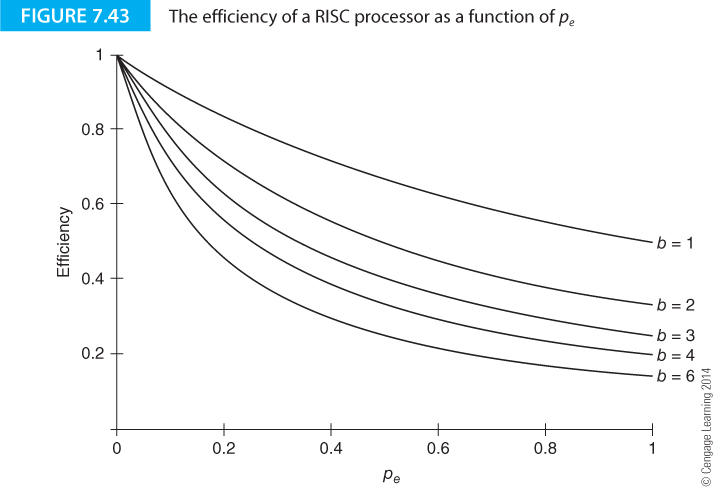 FIGURE 7.43 The efficiency of a RISC processor as a function of pe
1
0.8
0.6
0.4
0.2
Efficiency
b = 1
b = 2
b = 3
b = 4
b = 6
0 0.2 0.4 0.6 0.8 1
pe
© Cengage Learning 2014